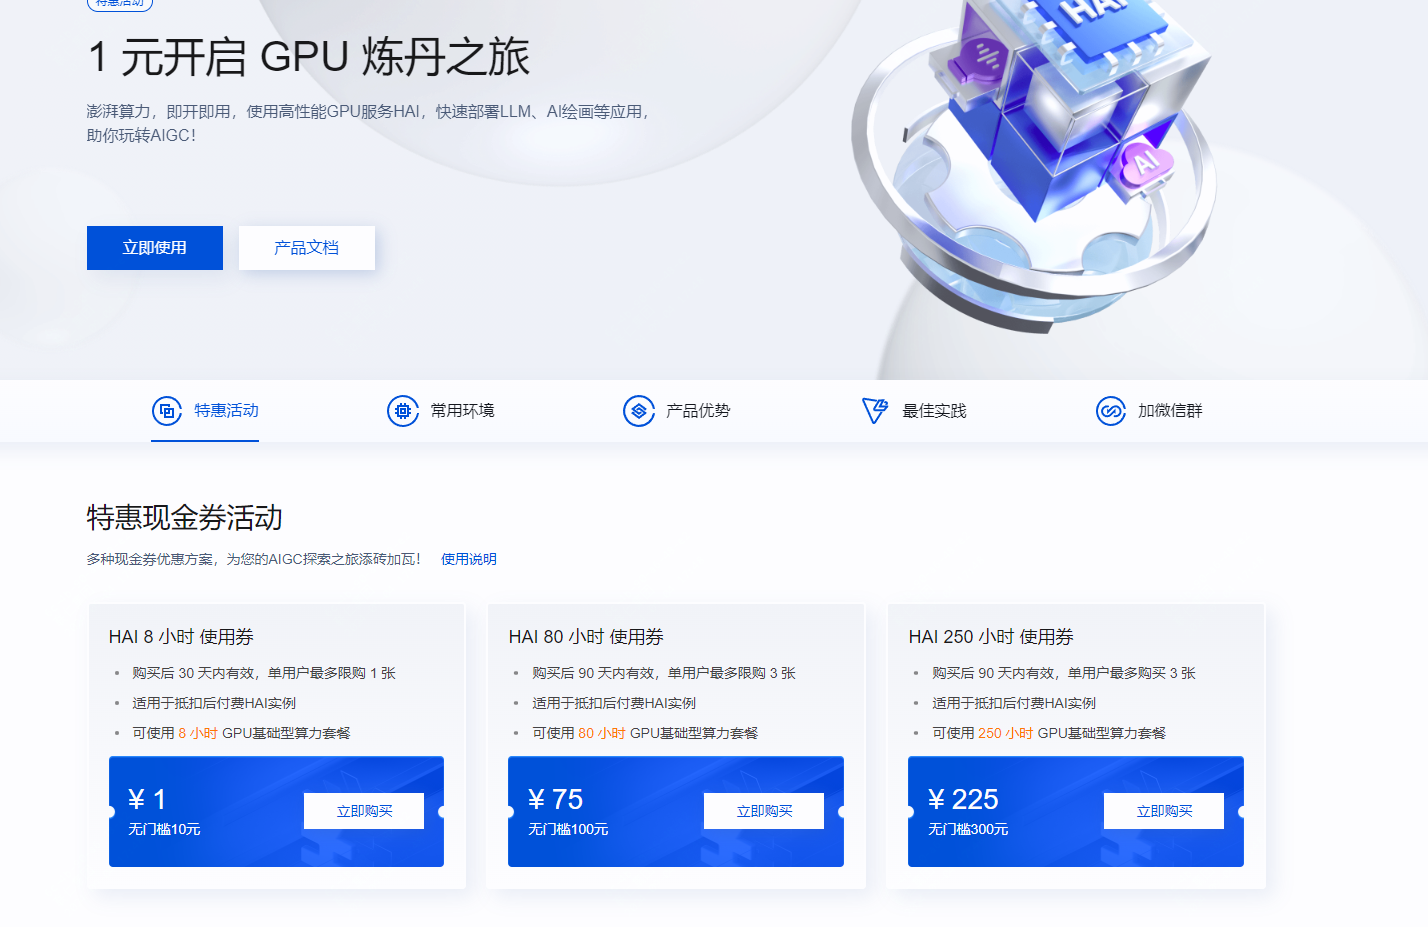 特惠活动
1 元开启 GPU 炼丹之旅
澎湃算力，即开即用，使用高性能GPU服务HAI，快速部署LLM、AI绘画等应用，
助你玩转AIGC！
立即使用
产品文档
HAI
AI
特惠活动
常用环境
产品优势
最佳实践
加微信群
特惠现金券活动
多种现金券优惠方案，为您的AIGC探索之旅添砖加瓦！ 使用说明
HAI 8 小时 使用券
购买后 30 天内有效，单用户最多限购 1 张
适用于抵扣后付费HAI实例
可使用 8 小时 GPU基础型算力套餐
¥ 1
无门槛10元
立即购买
HAI 80 小时 使用券
购买后 90 天内有效，单用户最多限购 3 张
适用于抵扣后付费HAI实例
可使用 80 小时 GPU基础型算力套餐
¥ 75
无门槛100元
立即购买
HAI 250 小时 使用券
购买后 90 天内有效，单用户最多购买 3 张
适用于抵扣后付费HAI实例
可使用 250 小时 GPU基础型算力套餐
¥ 225
无门槛300元
立即购买